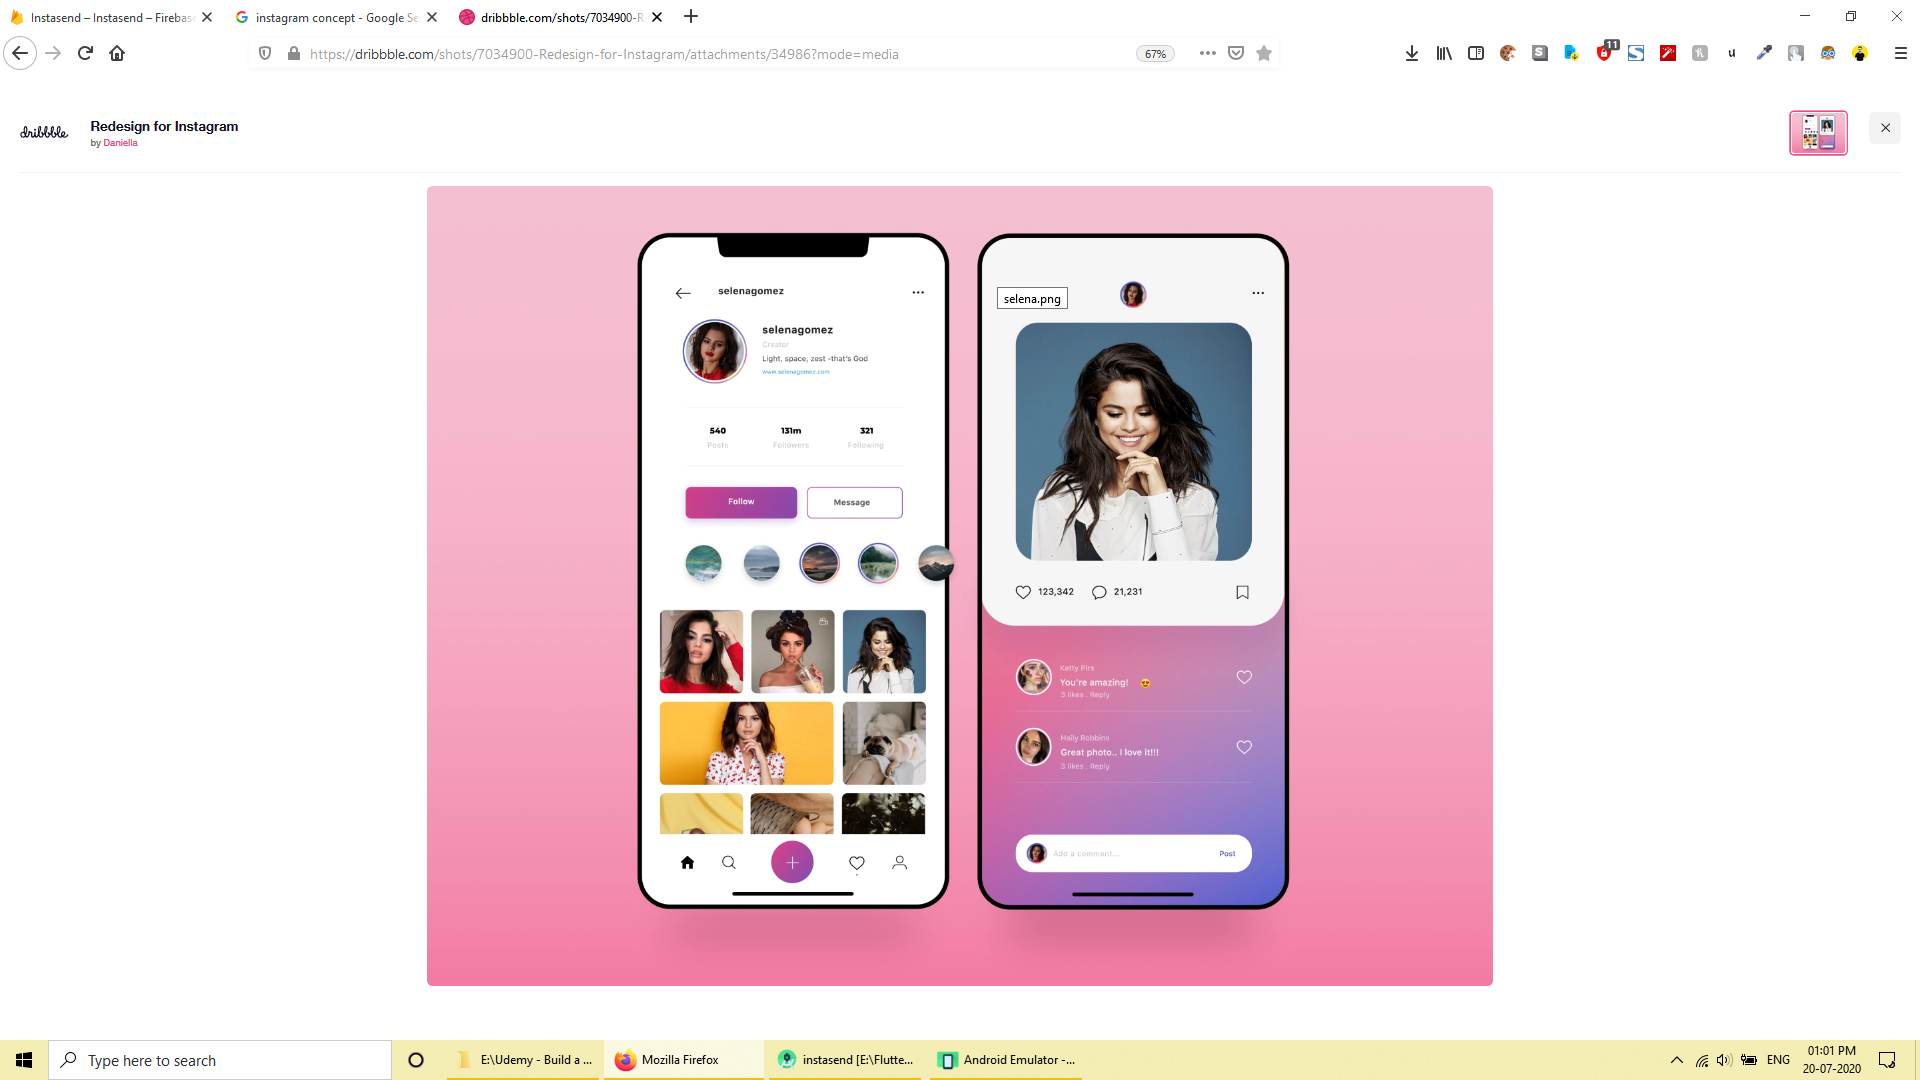 Instasend – Instasend – Firebas
instagram concept - Google Se
dribbble.com/shots/7034900-R
https://dribbble.com/shots/7034900-Redesign-for-Instagram/attachments/34986?mode=media
67%
11
dribbble
Redesign for Instagram
by Daniella
selenagomez
selenagomez
Creator
Light, space, zest -that's God
www.selenagomez.com
540
131m
321
Posts
Followers
Following
Follow
Message
selena.png
123,342
21,231
Katty Pirs
You're amazing! 😍
3 likes . Reply
Haily Robbins
Great photo.. I love it!!!
3 likes . Reply
Add a comment...
Post
Type here to search
E:\Udemy - Build a ...
Mozilla Firefox
instasend [E:\Flutte...
Android Emulator -...
ENG
01:01 PM
20-07-2020